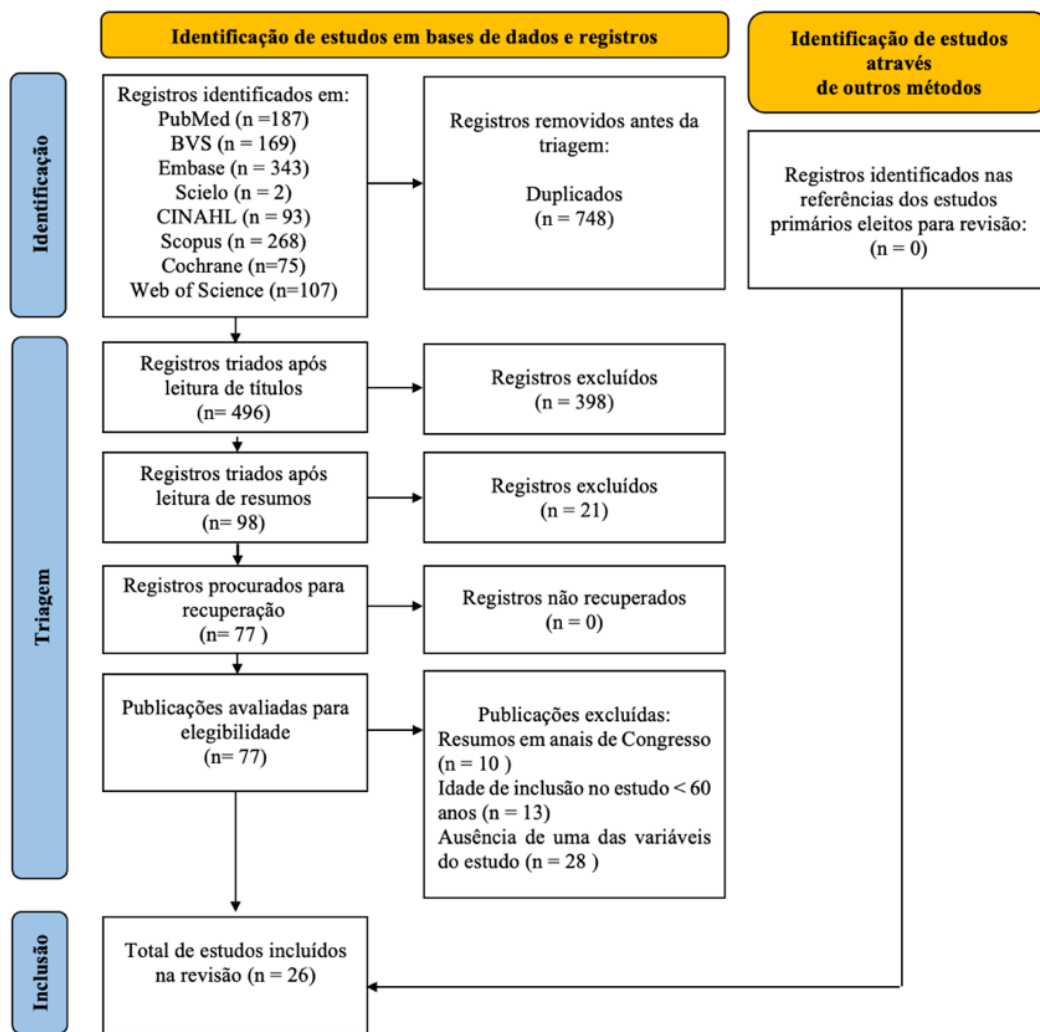 Identificação de estudos em bases de dados e registros
Identificação de estudos
através
de outros métodos
Identificação
Registros identificados em:
PubMed (n =187)
BVS (n = 169)
Embase (n = 343)
Scielo (n = 2)
CINAHL (n = 93)
Scopus (n = 268)
Cochrane (n=75)
Web of Science (n=107)
Registros removidos antes da
triagem:
Duplicados
(n = 748)
Registros identificados nas
referências dos estudos
primários eleitos para revisão:
(n = 0)
Triagem
Registros triados após
leitura de títulos
(n= 496)
Registros excluídos
(n = 398)
Registros triados após
leitura de resumos
(n= 98)
Registros excluídos
(n = 21)
Registros procurados para
recuperação
(n= 77 )
Registros não recuperados
(n = 0)
Publicações avaliadas para
elegibilidade
(n= 77)
Publicações excluídas:
Resumos em anais de Congresso
(n = 10 )
Idade de inclusão no estudo < 60
anos (n = 13)
Ausência de uma das variáveis
do estudo (n = 28 )
Inclusão
Total de estudos incluídos
na revisão (n = 26)